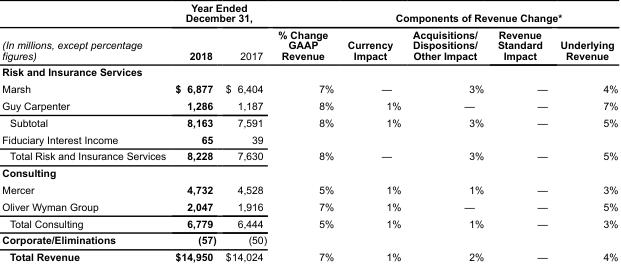 Year Ended
December 31,
Components of Revenue Change*
(In millions, except percentage figures) 2018 2017 % Change GAAP Revenue Currency Impact Acquisitions/ Dispositions/ Other Impact Revenue Standard Impact Underlying Revenue
Risk and Insurance Services
Marsh $ 6,877 $ 6,404 7% — 3% — 4%
Guy Carpenter 1,286 1,187 8% 1% — — 7%
Subtotal 8,163 7,591 8% 1% 3% — 5%
Fiduciary Interest Income 65 39
Total Risk and Insurance Services 8,228 7,630 8% — 3% — 5%
Consulting
Mercer 4,732 4,528 5% 1% 1% — 3%
Oliver Wyman Group 2,047 1,916 7% 1% — — 5%
Total Consulting 6,779 6,444 5% 1% 1% — 3%
Corporate/Eliminations (57) (50)
Total Revenue $14,950 $14,024 7% 1% 2% — 4%